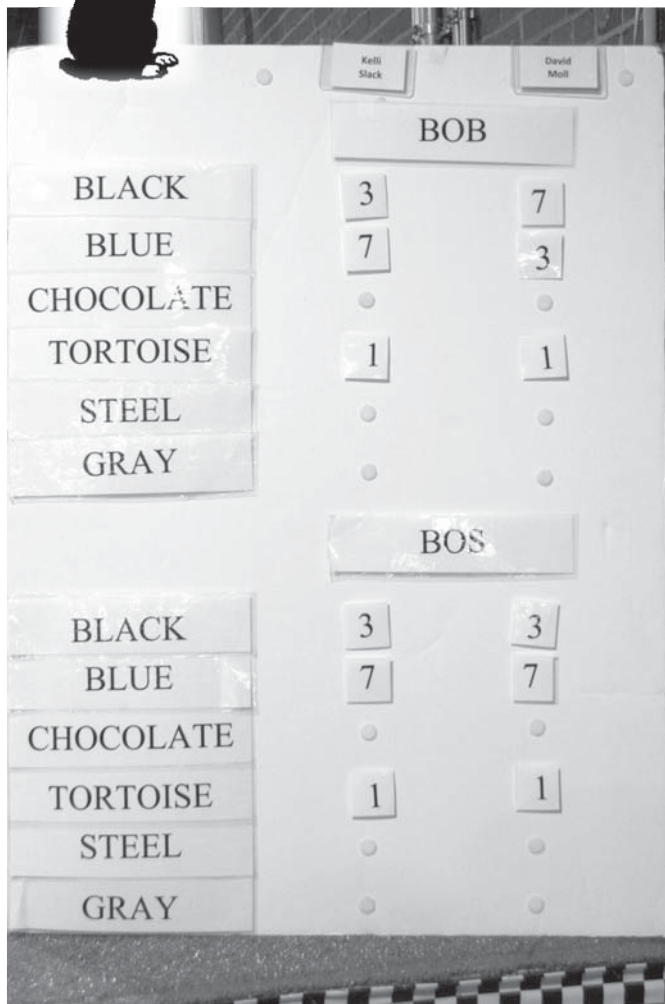 Kelli
Slack
David
Moll
BOB
BLACK 3 7
BLUE 7 3
CHOCOLATE
TORTOISE 1 1
STEEL
GRAY
BOS
BLACK 3 3
BLUE 7 7
CHOCOLATE
TORTOISE 1 1
STEEL
GRAY